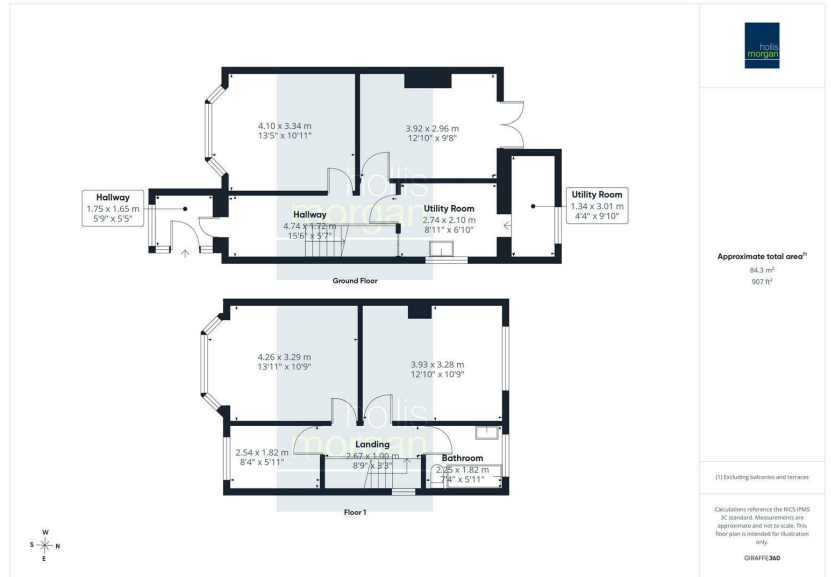 hollis
morgan
4.10 x 3.34 m
13'5" x 10'11"
3.92 x 2.96 m
12'10" x 9'8"
Hallway
1.75 x 1.65 m
5'9" x 5'5"
Hallway
4.74 x 1.72 m
15'6" x 5'7"
Utility Room
2.74 x 2.10 m
8'11" x 6'10"
Utility Room
1.34 x 3.01 m
4'4" x 9'10"
hollis
morgan
Ground Floor
4.26 x 3.29 m
13'11" x 10'9"
3.93 x 3.28 m
12'10" x 10'9"
2.54 x 1.82 m
8'4" x 5'11"
Landing
2.67 x 1.00 m
8'9" x 3'3"
Bathroom
2.25 x 1.82 m
7'4" x 5'11"
hollis
morgan
Floor 1
W
S N
E
Approximate total area(1)
84.3 m²
907 ft²
(1) Excluding balconies and terraces
Calculations reference the RICS IPMS
3C standard. Measurements are
approximate and not to scale. This
floor plan is intended for illustration
only.
GIRAFFE360